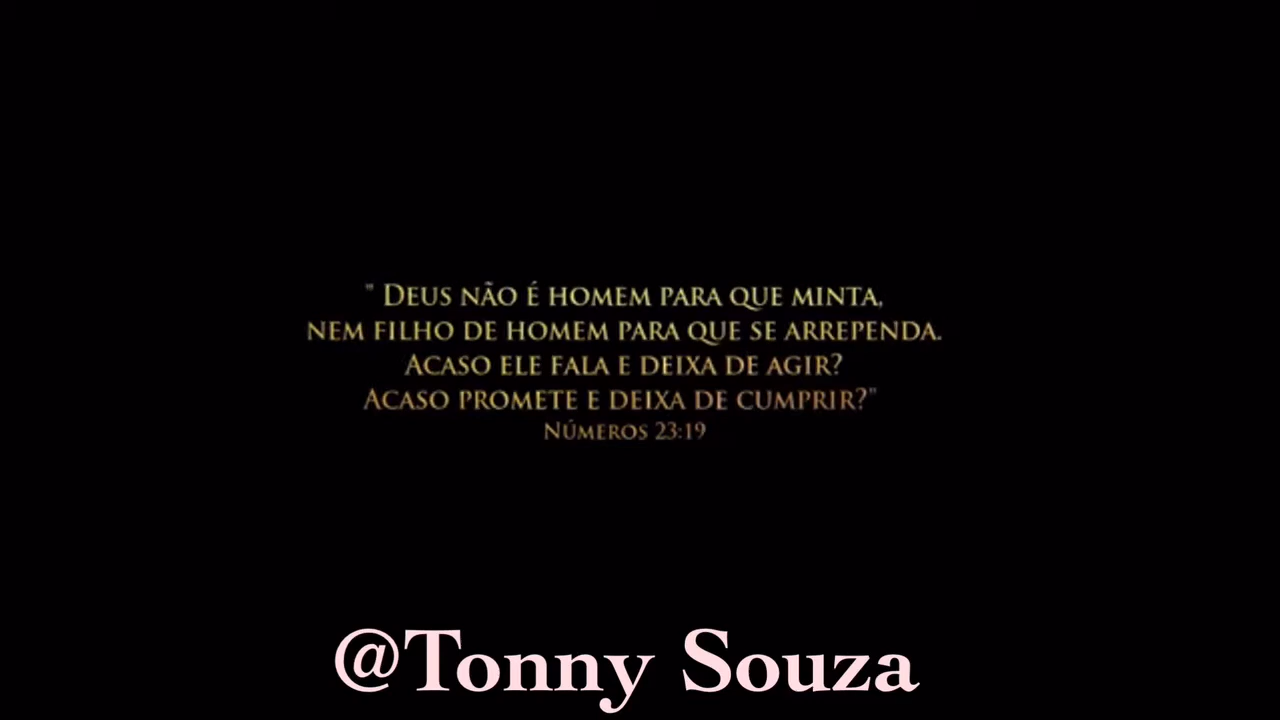 " Deus não é homem para que minta,
nem filho de homem para que se arrependa.
Acaso ele fala e deixa de agir?
Acaso promete e deixa de cumprir?"
Números 23:19
@Tonny Souza